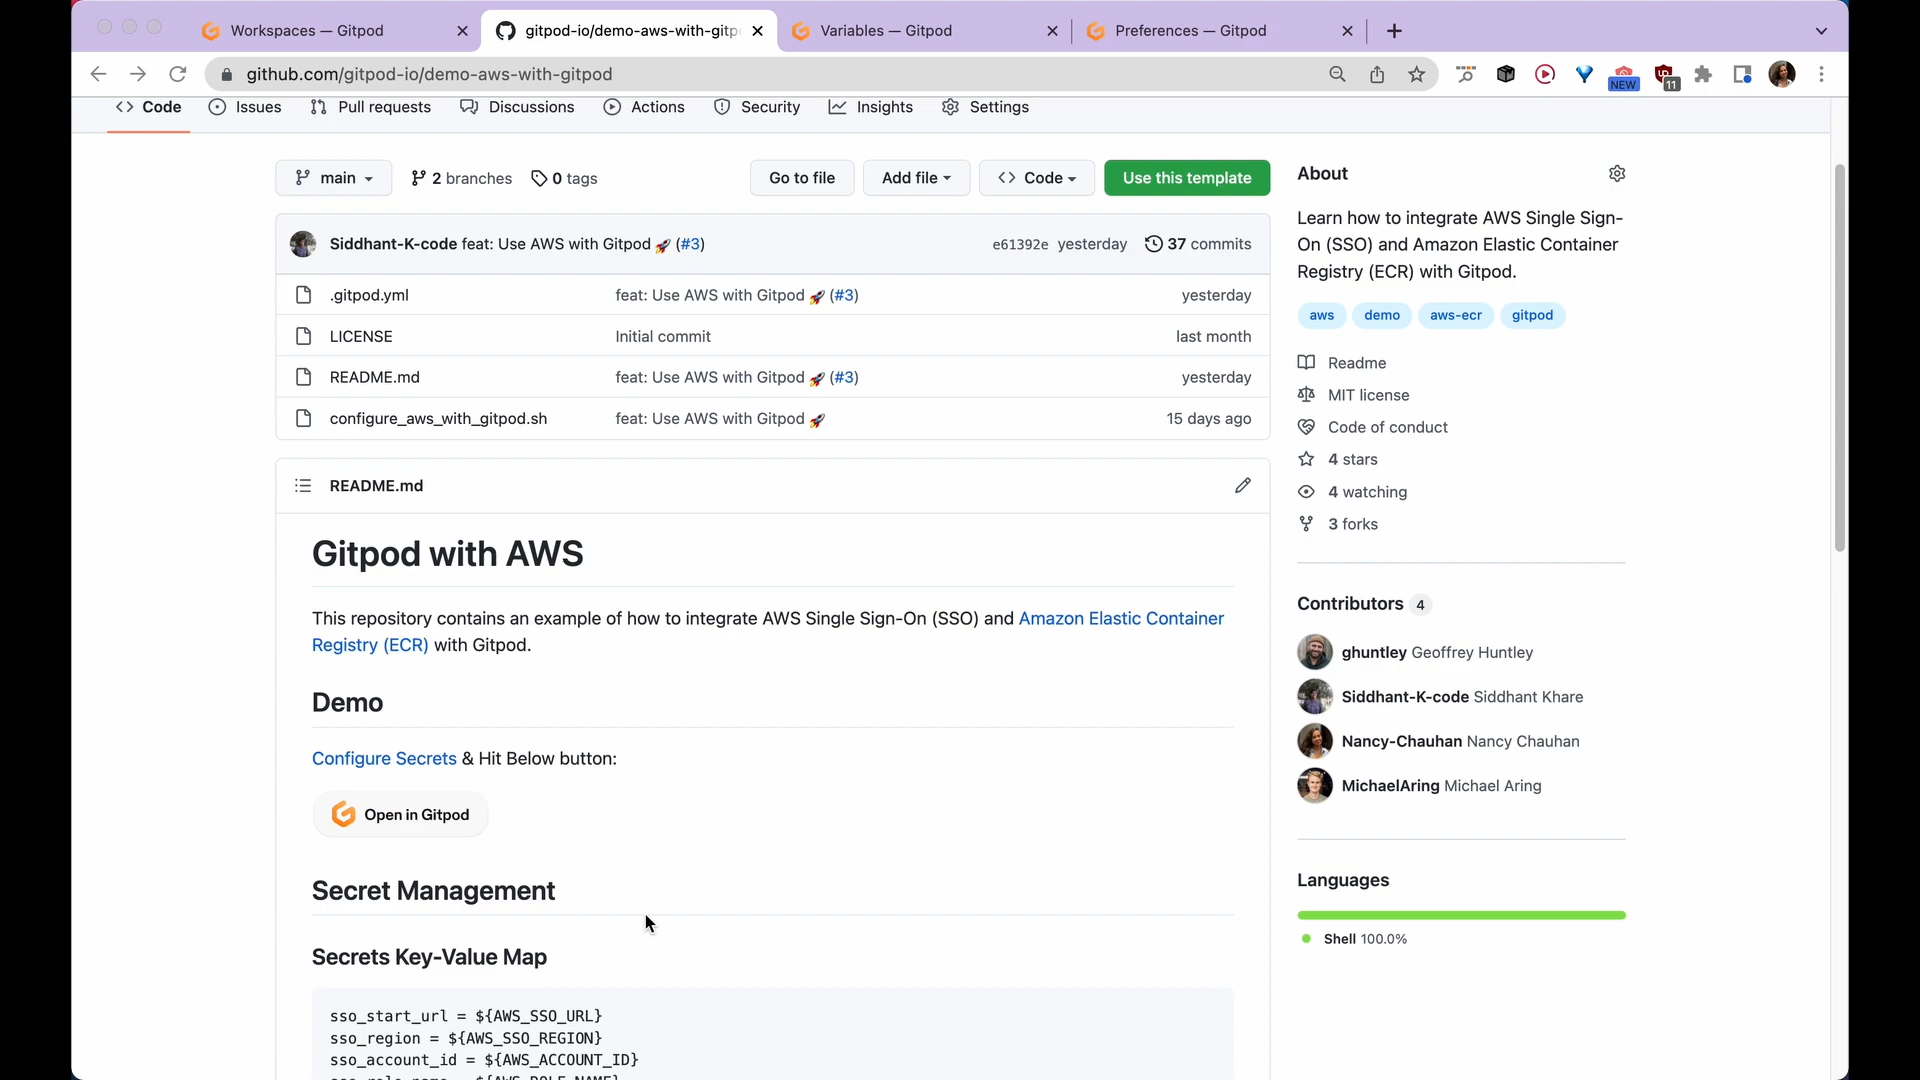 Workspaces — Gitpod
gitpod-io/demo-aws-with-gitp
Variables — Gitpod
Preferences — Gitpod
github.com/gitpod-io/demo-aws-with-gitpod
NEW
11
Code
Issues
Pull requests
Discussions
Actions
Security
Insights
Settings
main
2 branches
0 tags
Go to file
Add file
Code
Use this template
Siddhant-K-code feat: Use AWS with Gitpod 🚀 (#3)
e61392e yesterday
37 commits
.gitpod.yml
feat: Use AWS with Gitpod 🚀 (#3)
yesterday
LICENSE
Initial commit
last month
README.md
feat: Use AWS with Gitpod 🚀 (#3)
yesterday
configure_aws_with_gitpod.sh
feat: Use AWS with Gitpod 🚀
15 days ago
README.md
Gitpod with AWS
This repository contains an example of how to integrate AWS Single Sign-On (SSO) and Amazon Elastic Container
Registry (ECR) with Gitpod.
Demo
Configure Secrets & Hit Below button:
Open in Gitpod
Secret Management
Secrets Key-Value Map
sso_start_url = ${AWS_SSO_URL}
sso_region = ${AWS_SSO_REGION}
sso_account_id = ${AWS_ACCOUNT_ID}
sso_role_name = ${AWS_ROLE_NAME}
About
Learn how to integrate AWS Single Sign-
On (SSO) and Amazon Elastic Container
Registry (ECR) with Gitpod.
aws
demo
aws-ecr
gitpod
Readme
MIT license
Code of conduct
4 stars
4 watching
3 forks
Contributors 4
ghuntley Geoffrey Huntley
Siddhant-K-code Siddhant Khare
Nancy-Chauhan Nancy Chauhan
MichaelAring Michael Aring
Languages
Shell 100.0%